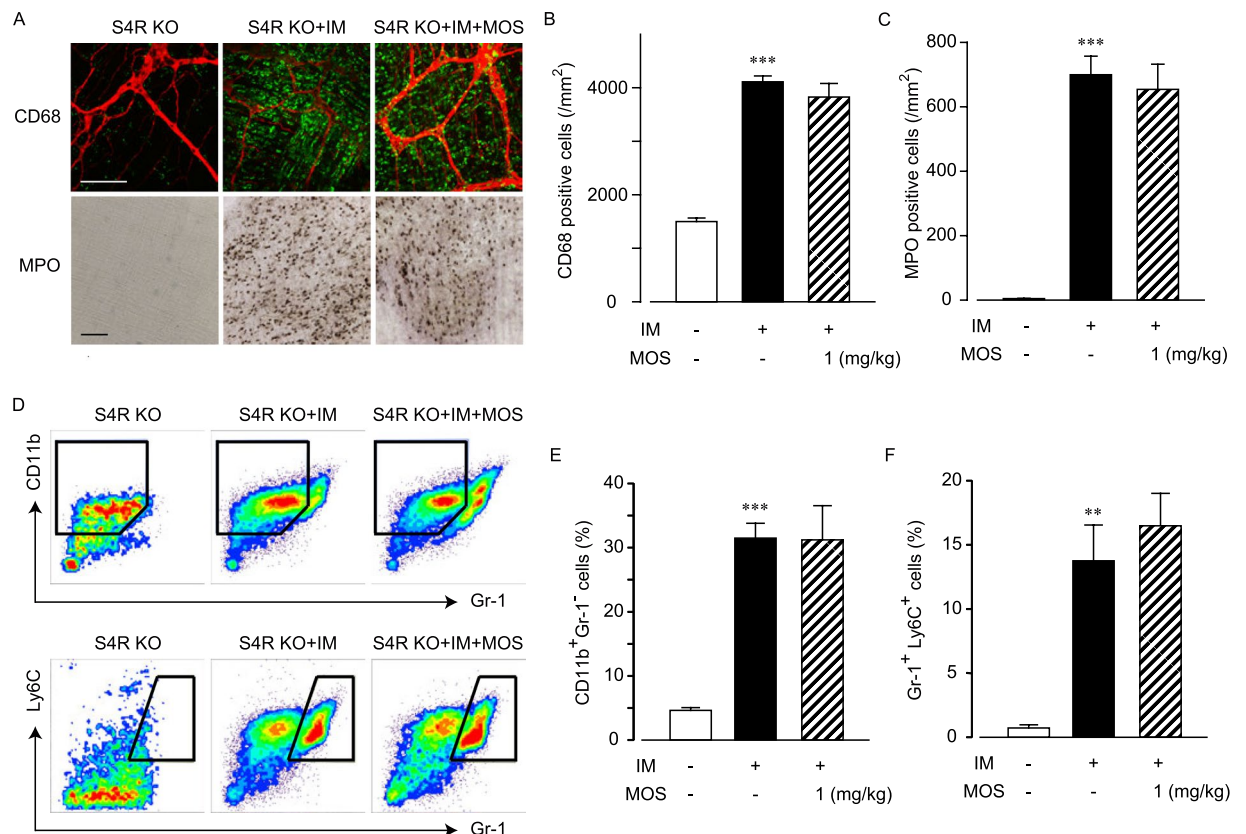 A
S4R KO
S4R KO+IM
S4R KO+IM+MOS
CD68
MPO
B
CD68 positive cells (/mm²)
4000
2000
0
***
IM - + +
MOS - - 1 (mg/kg)
C
MPO positive cells (/mm²)
800
600
400
200
0
***
IM - + +
MOS - - 1 (mg/kg)
D
S4R KO
S4R KO+IM
S4R KO+IM+MOS
CD11b
Gr-1
S4R KO
S4R KO+IM
S4R KO+IM+MOS
Ly6C
Gr-1
E
CD11b⁺Gr-1⁻ cells (%)
40
30
20
10
0
***
IM - + +
MOS - - 1 (mg/kg)
F
Gr-1⁺ Ly6C⁺ cells (%)
20
15
10
5
0
**
IM - + +
MOS - - 1 (mg/kg)